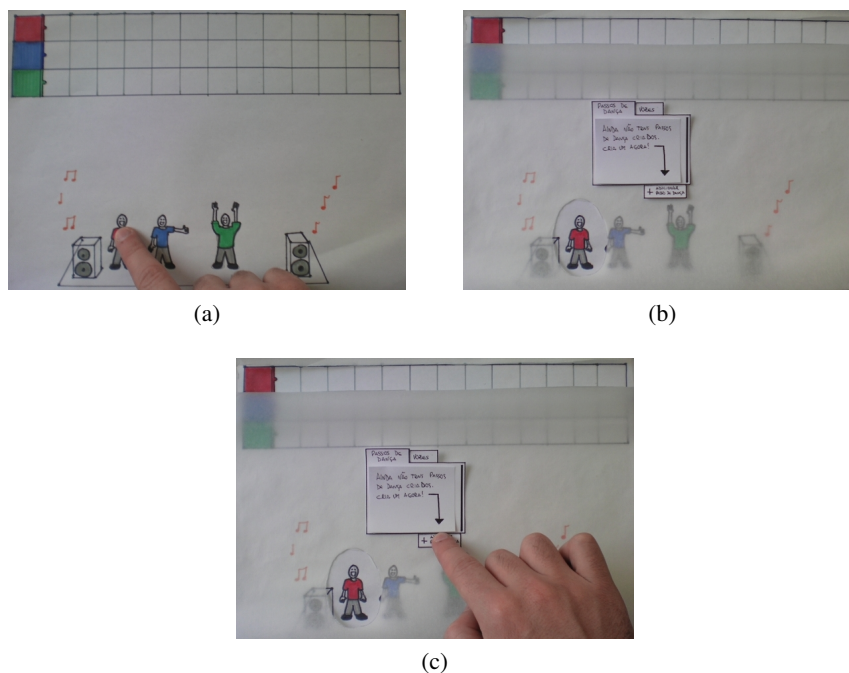 (a)
PASSOS DE
DANÇA
AINDA NÃO TENS PASSOS
DE DANÇA CRIADOS.
CRIA UM AGORA!
+
(b)
PASSOS DE
DANÇA
AINDA NÃO TENS PASSOS
DE DANÇA CRIADOS.
CRIA UM AGORA!
+
(c)